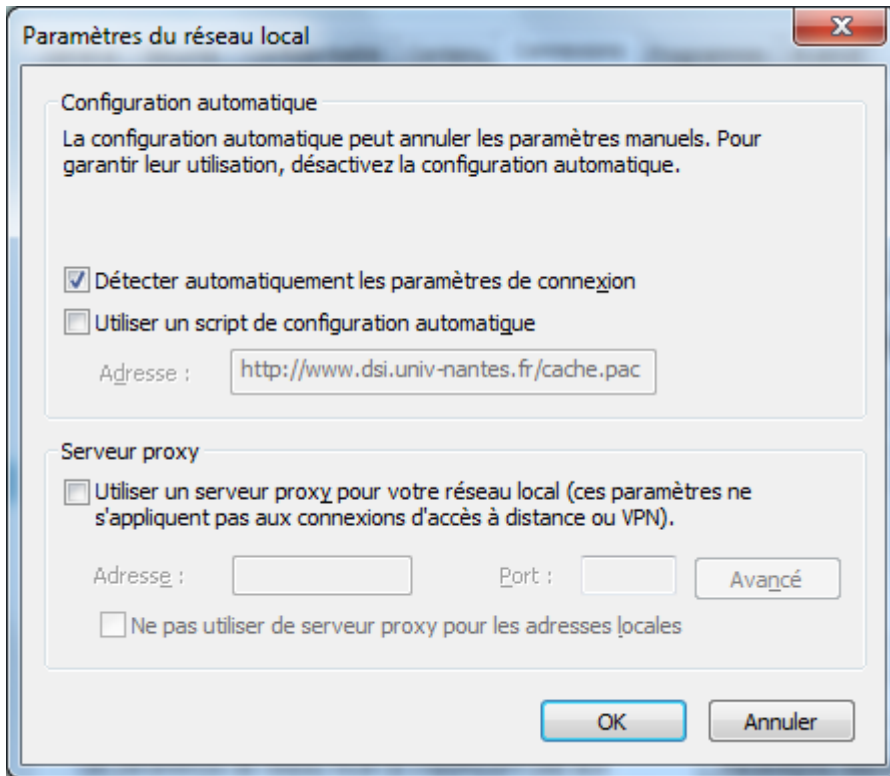 Paramètres du réseau local
Configuration automatique
La configuration automatique peut annuler les paramètres manuels. Pour
garantir leur utilisation, désactivez la configuration automatique.
Détecter automatiquement les paramètres de connexion
Utiliser un script de configuration automatique
Adresse :
http://www.dsi.univ-nantes.fr/cache.pac
Serveur proxy
Utiliser un serveur proxy pour votre réseau local (ces paramètres ne
s'appliquent pas aux connexions d'accès à distance ou VPN).
Adresse : Port : Avancé
Ne pas utiliser de serveur proxy pour les adresses locales
OK Annuler